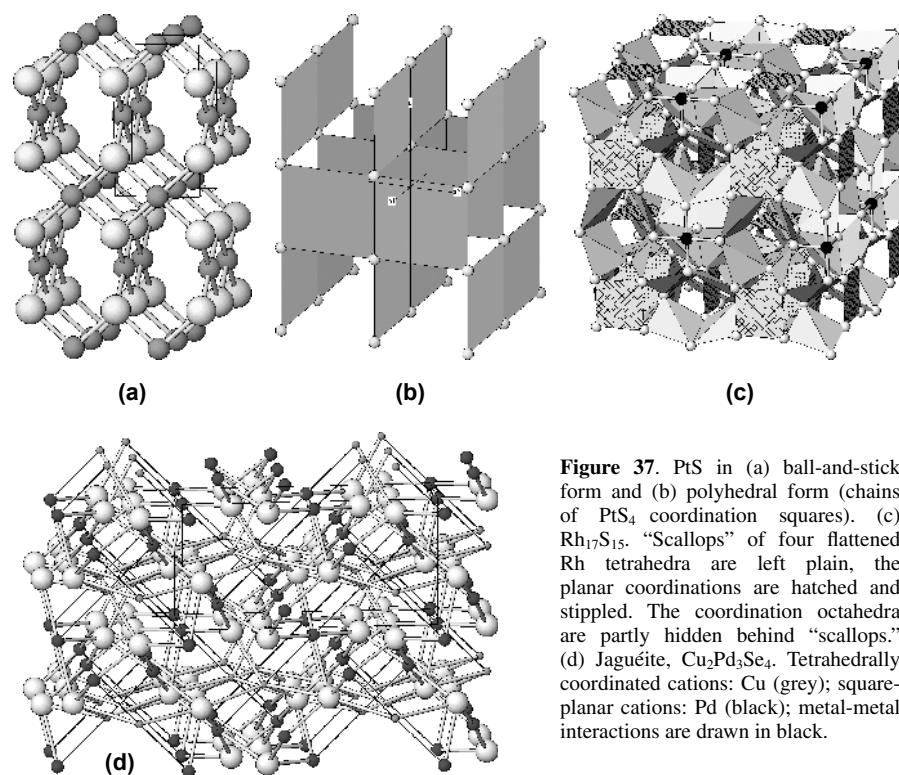 (a)
(b)
(c)
(d)
Figure 37. PtS in (a) ball-and-stick
form and (b) polyhedral form (chains
of PtS₄ coordination squares). (c)
Rh₁₇S₁₅. “Scallops” of four flattened
Rh tetrahedra are left plain, the
planar coordinations are hatched and
stippled. The coordination octahedra
are partly hidden behind “scallops.”
(d) Jaguéite, Cu₂Pd₃Se₄. Tetrahedrally
coordinated cations: Cu (grey); square-
planar cations: Pd (black); metal-metal
interactions are drawn in black.